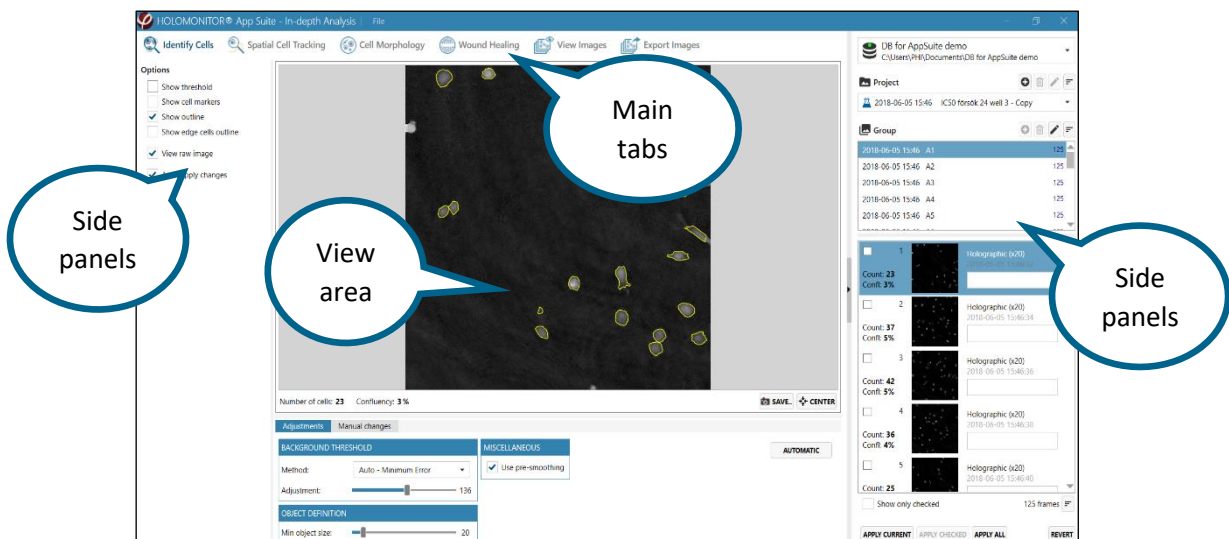 HOLOMONITOR® App Suite - In-depth Analysis | File
Identify Cells Spatial Cell Tracking Cell Morphology Wound Healing View Images Export Images
Options
Show threshold
Show cell markers
Show outline
Show edge cells outline
View raw image
apply changes
Side
panels
Main
tabs
View
area
Number of cells: 23 Confluency: 3 %
SAVE.. CENTER
Adjustments Manual changes
BACKGROUND THRESHOLD
Method: Auto - Minimum Error
Adjustment: 136
OBJECT DEFINITION
Min object size: 20
MISCELLANEOUS
Use pre-smoothing
AUTOMATIC
DB for AppSuite demo
C:\Users\PHI\Documents\DB for AppSuite demo
Project
2018-06-05 15:46 IC50 försök 24 well 3 - Copy
Group
2018-06-05 15:46 A1 125
2018-06-05 15:46 A2 125
2018-06-05 15:46 A3 125
2018-06-05 15:46 A4 125
2018-06-05 15:46 A5 125
1 Holographic (x20)
Count: 23
Confl: 3%
2 Holographic (x20)
2018-06-05 15:46:34
Count: 37
Confl: 5%
3 Holographic (x20)
2018-06-05 15:46:36
Count: 42
Confl: 5%
4 Holographic (x20)
2018-06-05 15:46:38
Count: 36
Confl: 4%
5 Holographic (x20)
2018-06-05 15:46:40
Count: 25
Side
panels
Show only checked 125 frames
APPLY CURRENT APPLY CHECKED APPLY ALL REVERT